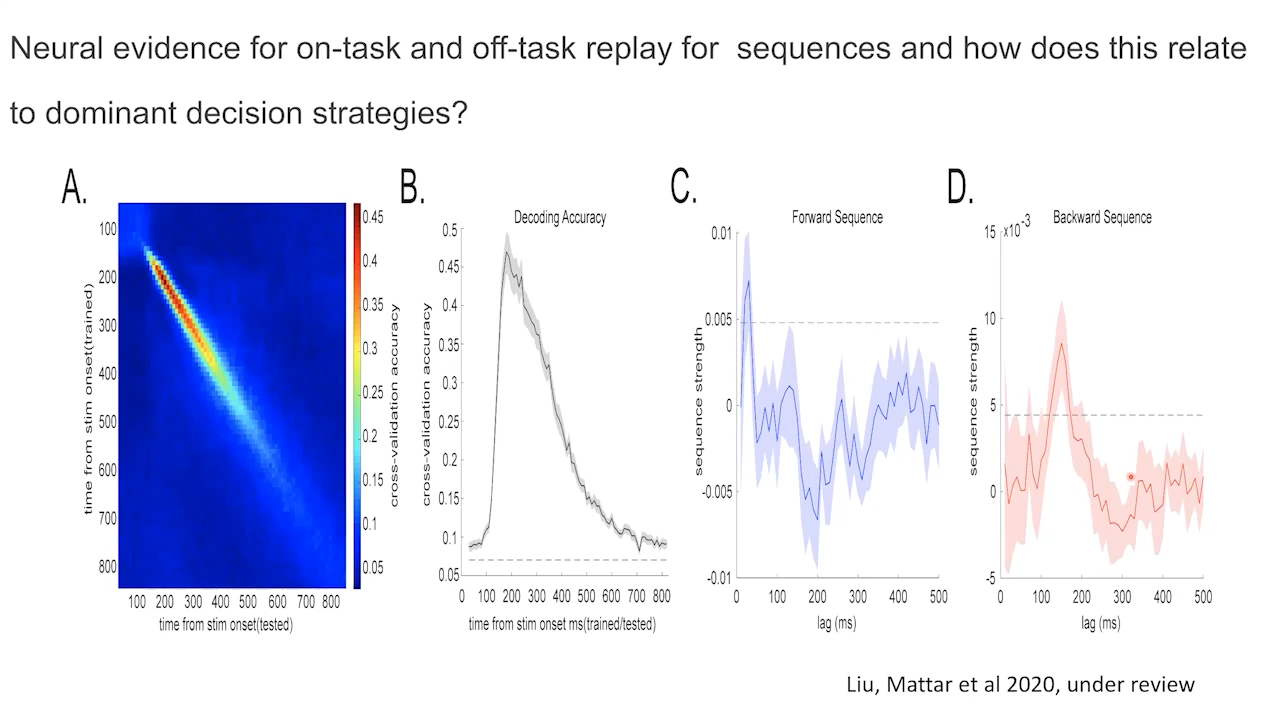 Neural evidence for on-task and off-task replay for sequences and how does this relate
to dominant decision strategies?
A.
time from stim onset(trained)
100
200
300
400
500
600
700
800
100 200 300 400 500 600 700 800
time from stim onset(tested)
0.45
0.4
0.35
0.3
0.25
0.2
0.15
0.1
0.05
cross-validation accuracy
B.
Decoding Accuracy
cross-validation accuracy
0.5
0.45
0.4
0.35
0.3
0.25
0.2
0.15
0.1
0.05
0 100 200 300 400 500 600 700 800
time from stim onset ms(trained/tested)
C.
Forward Sequence
sequence strength
0.01
0.005
0
-0.005
-0.01
0 100 200 300 400 500
lag (ms)
D.
Backward Sequence
x10-3
sequence strength
15
10
5
0
-5
0 100 200 300 400 500
lag (ms)
Liu, Mattar et al 2020, under review